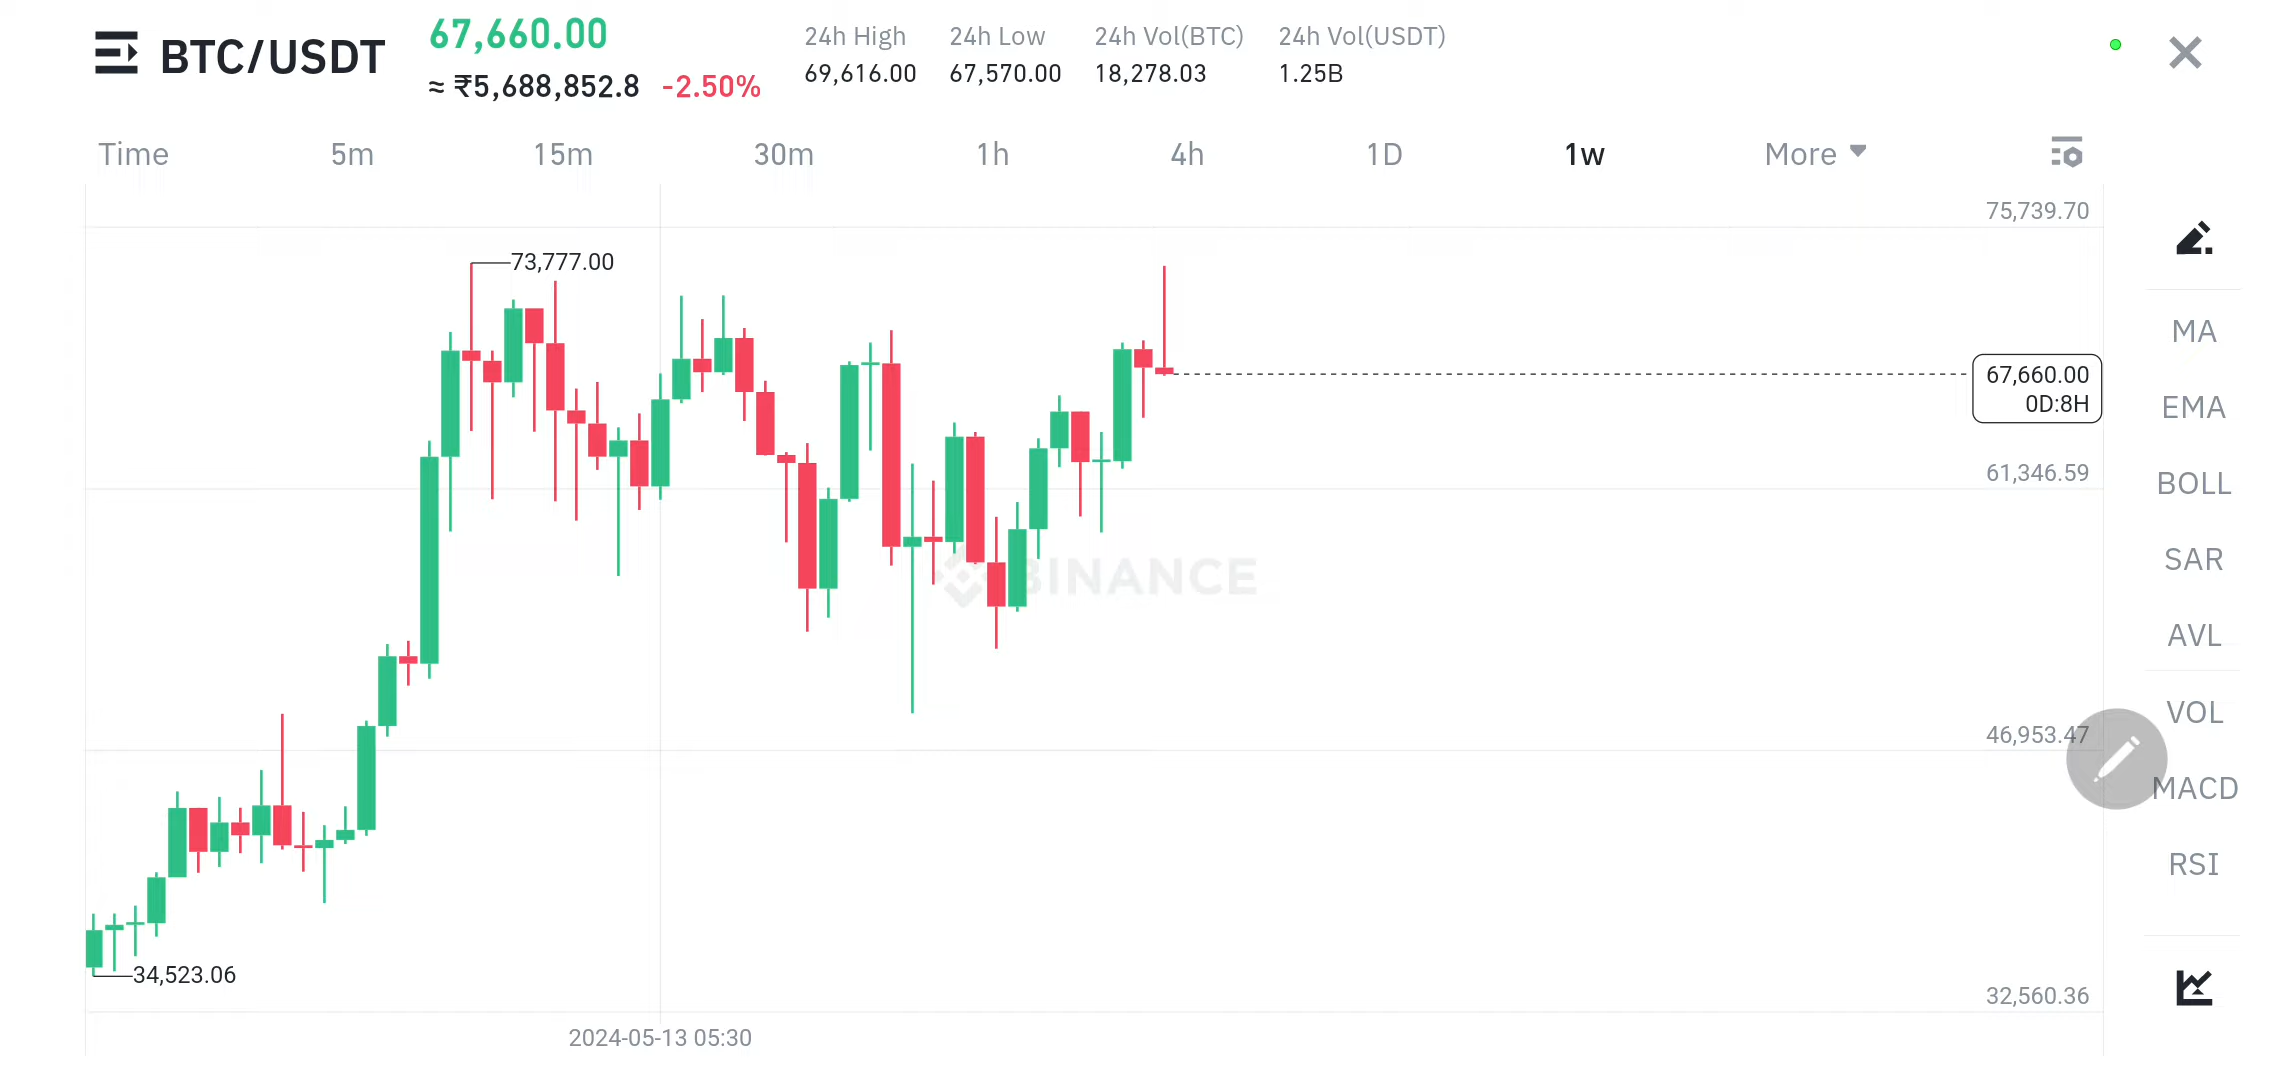 BTC/USDT
67,660.00
≈ ₹5,688,852.8 -2.50%
24h High 24h Low 24h Vol(BTC) 24h Vol(USDT)
69,616.00 67,570.00 18,278.03 1.25B
Time 5m 15m 30m 1h 4h 1D 1w More
75,739.70
73,777.00
67,660.00
0D:8H
61,346.59
BINANCE
46,953.47
34,523.06
32,560.36
2024-05-13 05:30
MA
EMA
BOLL
SAR
AVL
VOL
MACD
RSI